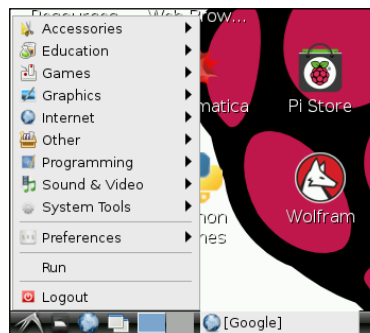 Accessories
Education
Games
Graphics
Internet
Other
Programming
Sound & Video
System Tools
Preferences
Run
Logout
Pi Store
Wolfram
[Google]